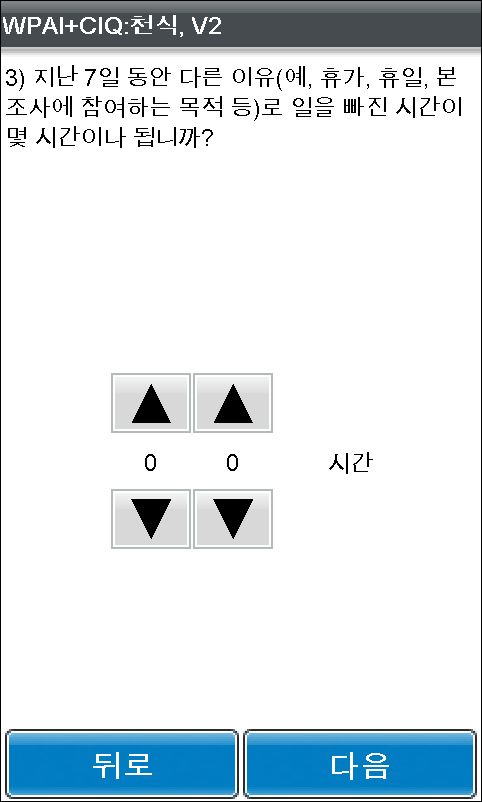 WPAI+CIQ:천식, V2
3) 지난 7일 동안 다른 이유(예, 휴가, 휴일, 본
조사에 참여하는 목적 등)로 일을 빠진 시간이
몇 시간이나 됩니까?
0 0 시간
뒤로 다음